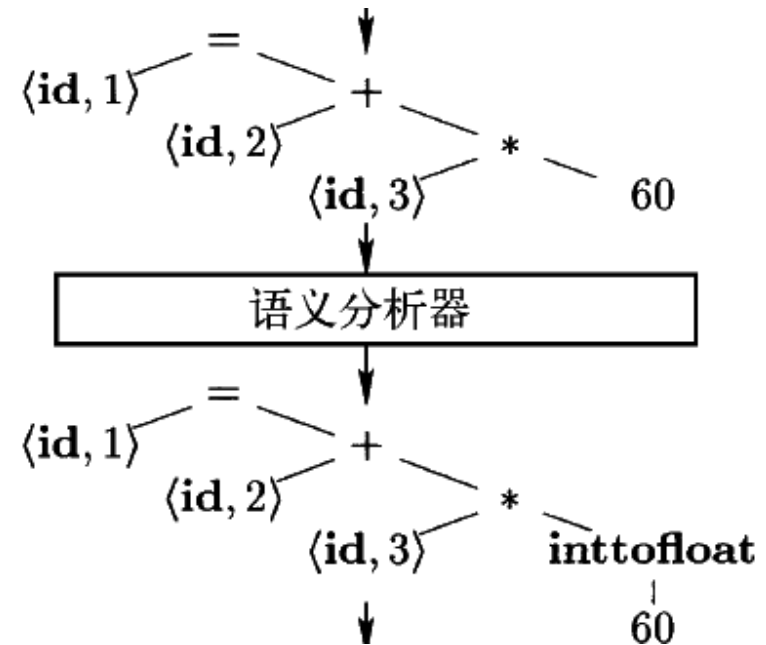 =
⟨id, 1⟩ +
⟨id, 2⟩ *
⟨id, 3⟩ 60
语义分析器
=
⟨id, 1⟩ +
⟨id, 2⟩ *
⟨id, 3⟩ inttofloat
60